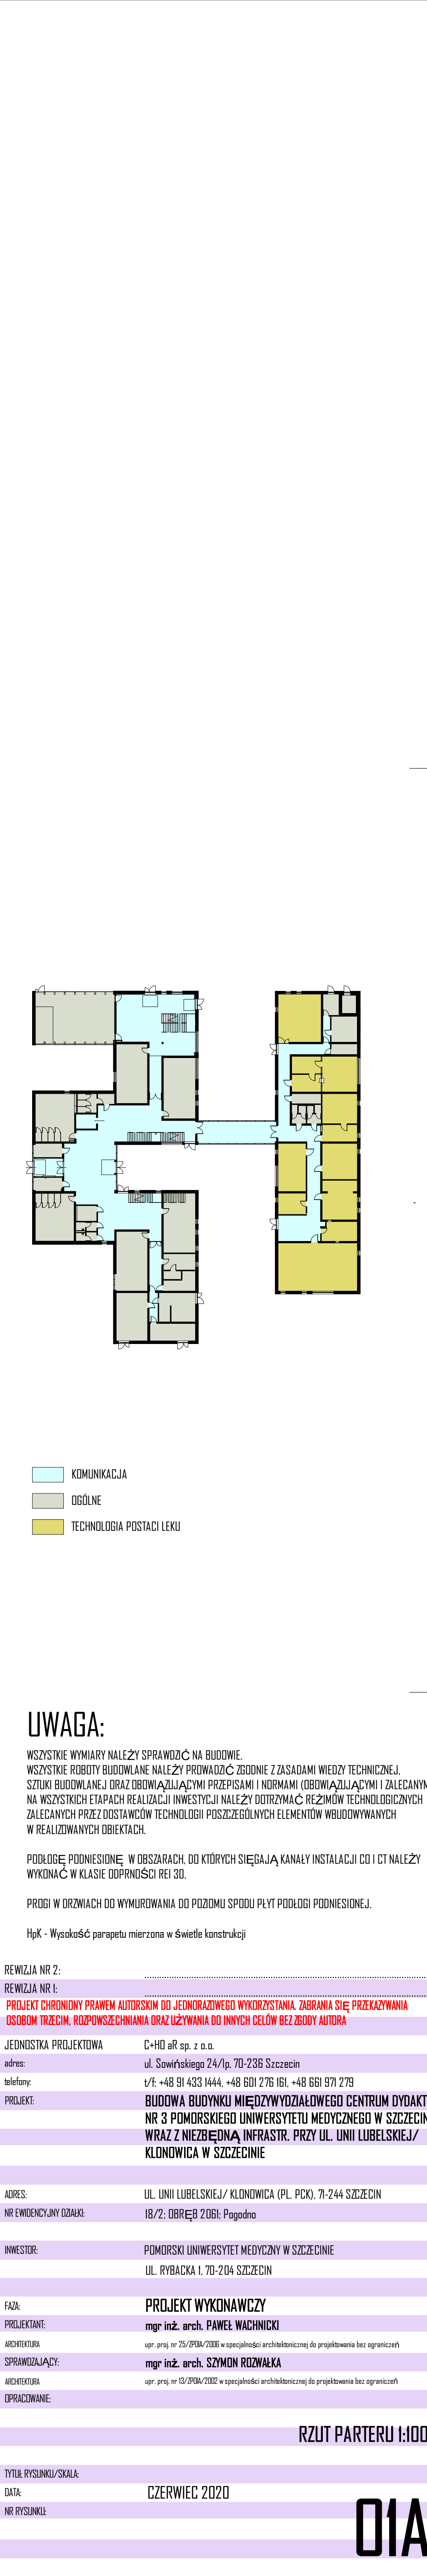 KOMUNIKACJA
OGÓLNE
TECHNOLOGIA POSTACI LEKU
UWAGA:
WSZYSTKIE WYMIARY NALEŻY SPRAWDZIĆ NA BUDOWIE.
WSZYSTKIE ROBOTY BUDOWLANE NALEŻY PROWADZIĆ ZGODNIE Z ZASADAMI WIEDZY TECHNICZNEJ,
SZTUKI BUDOWLANEJ ORAZ OBOWIĄZUJĄCYMI PRZEPISAMI I NORMAMI (OBOWIĄZUJĄCYMI I ZALECANYM
NA WSZYSTKICH ETAPACH REALIZACJI INWESTYCJI NALEŻY DOTRZYMAĆ REŻIMÓW TECHNOLOGICZNYCH
ZALECANYCH PRZEZ DOSTAWCÓW TECHNOLOGII POSZCZEGÓLNYCH ELEMENTÓW WBUDOWYWANYCH
W REALIZOWANYCH OBIEKTACH.
PODŁOGĘ PODNIESIONĘ W OBSZARACH, DO KTÓRYCH SIĘGAJĄ KANAŁY INSTALACJI CO I CT NALEŻY
WYKONAĆ W KLASIE ODPRNOŚCI REI 30.
PROGI W DRZWIACH DO WYMUROWANIA DO POZIOMU SPODU PŁYT PODŁOGI PODNIESIONEJ.
HpK - Wysokość parapetu mierzona w świetle konstrukcji
REWIZJA NR 2:
REWIZJA NR 1:
PROJEKT CHRONIONY PRAWEM AUTORSKIM DO JEDNORAZOWEGO WYKORZYSTANIA. ZABRANIA SIĘ PRZEKAZYWANIA
OSOBOM TRZECIM, ROZPOWSZECHNIANIA ORAZ UŻYWANIA DO INNYCH CELÓW BEZ ZGODY AUTORA
JEDNOSTKA PROJEKTOWA C+HO aR sp. z o.o.
adres: ul. Sowińskiego 24/1p, 70-236 Szczecin
telefony: t/f: +48 91 433 1444, +48 601 276 161, +48 661 971 279
PROJEKT: BUDOWA BUDYNKU MIĘDZYWYDZIAŁOWEGO CENTRUM DYDAKT
NR 3 POMORSKIEGO UNIWERSYTETU MEDYCZNEGO W SZCZECIN
WRAZ Z NIEZBĘDNĄ INFRASTR. PRZY UL. UNII LUBELSKIEJ/
KLONOWICA W SZCZECINIE
ADRES: UL. UNII LUBELSKIEJ/ KLONOWICA (PL. PCK), 71-244 SZCZECIN
NR EWIDENCYJNY DZIAŁKI: 18/2; OBRĘB 2061; Pogodno
INWESTOR: POMORSKI UNIWERSYTET MEDYCZNY W SZCZECINIE
UL. RYBACKA 1, 70-204 SZCZECIN
FAZA: PROJEKT WYKONAWCZY
PROJEKTANT: mgr inż. arch. PAWEŁ WACHNICKI
ARCHITEKTURA upr. proj. nr 25/ZPOIA/2006 w specjalności architektonicznej do projektowania bez ograniczeń
SPRAWDZAJĄCY: mgr inż. arch. SZYMON ROZWAŁKA
ARCHITEKTURA upr. proj. nr 13/ZPOIA/2002 w specjalności architektonicznej do projektowania bez ograniczeń
OPRACOWANIE:
RZUT PARTERU 1:100
TYTUŁ RYSUNKU/SKALA:
DATA: CZERWIEC 2020
NR RYSUNKU: 01A